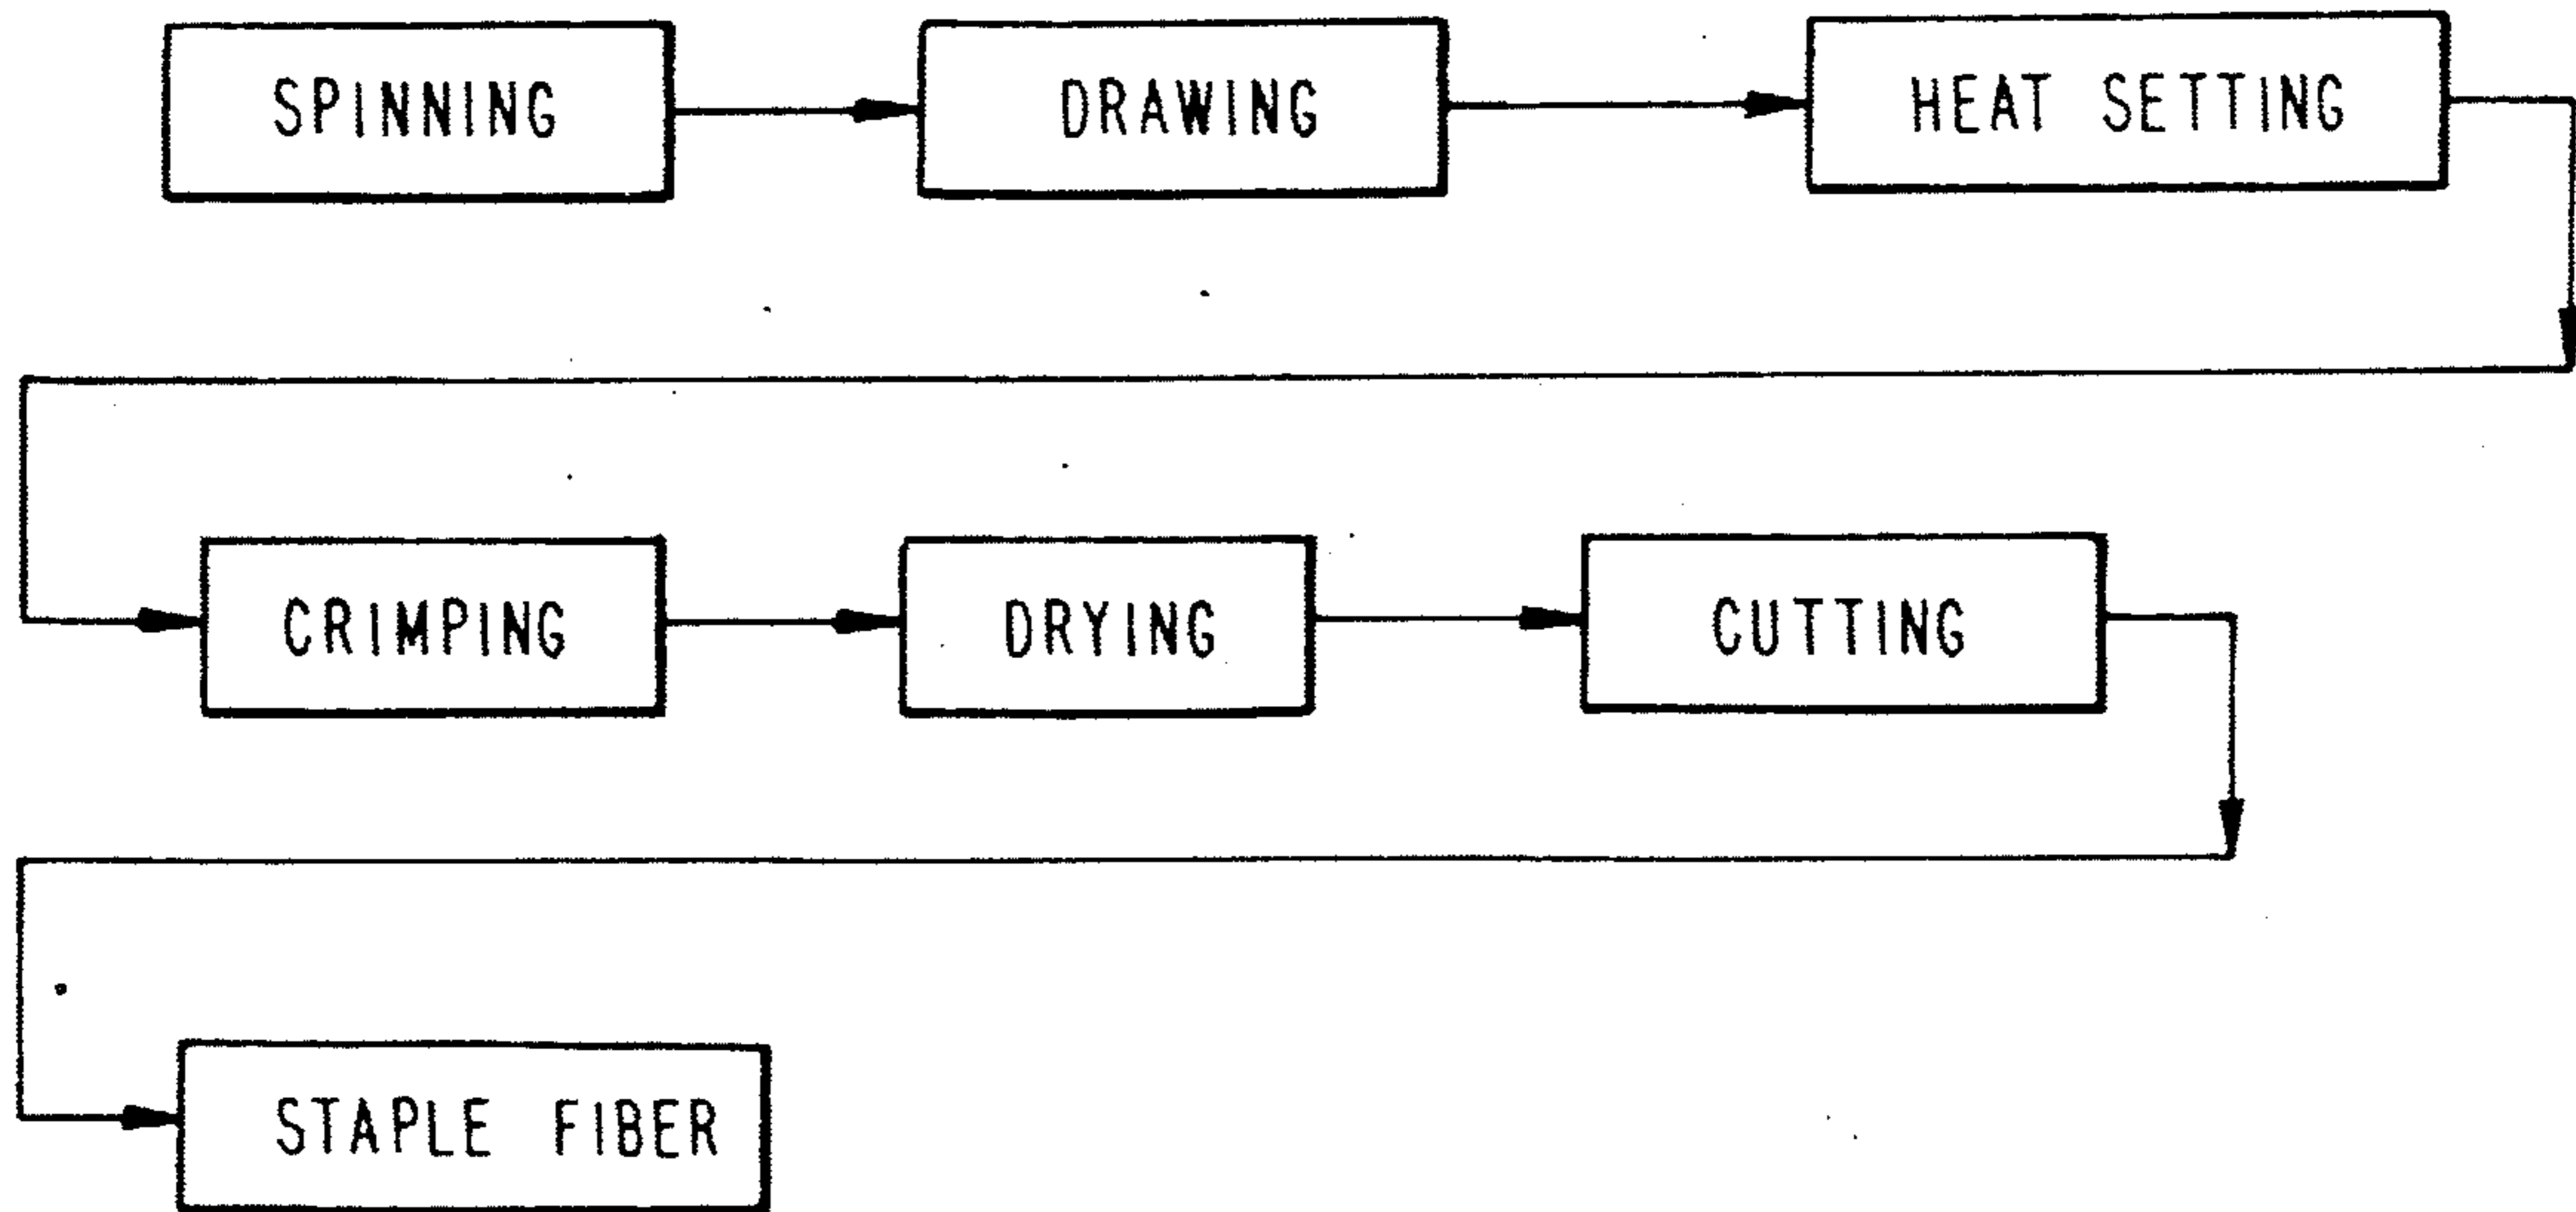 SPINNING
DRAWING
HEAT SETTING
CRIMPING
DRYING
CUTTING
STAPLE FIBER